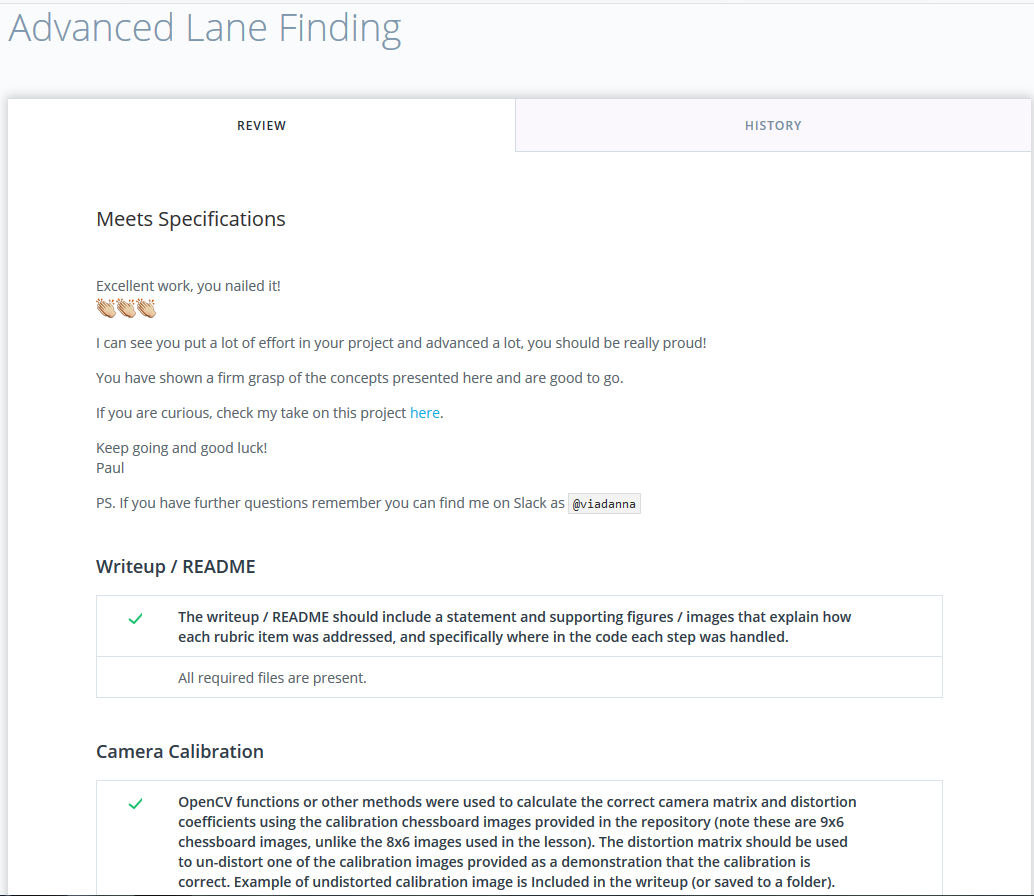 Advanced Lane Finding
REVIEW
HISTORY
Meets Specifications
Excellent work, you nailed it!
👏👏👏
I can see you put a lot of effort in your project and advanced a lot, you should be really proud!
You have shown a firm grasp of the concepts presented here and are good to go.
If you are curious, check my take on this project here.
Keep going and good luck!
Paul
PS. If you have further questions remember you can find me on Slack as @viadanna
Writeup / README
The writeup / README should include a statement and supporting figures / images that explain how
each rubric item was addressed, and specifically where in the code each step was handled.
All required files are present.
Camera Calibration
OpenCV functions or other methods were used to calculate the correct camera matrix and distortion
coefficients using the calibration chessboard images provided in the repository (note these are 9x6
chessboard images, unlike the 8x6 images used in the lesson). The distortion matrix should be used
to un-distort one of the calibration images provided as a demonstration that the calibration is
correct. Example of undistorted calibration image is Included in the writeup (or saved to a folder).